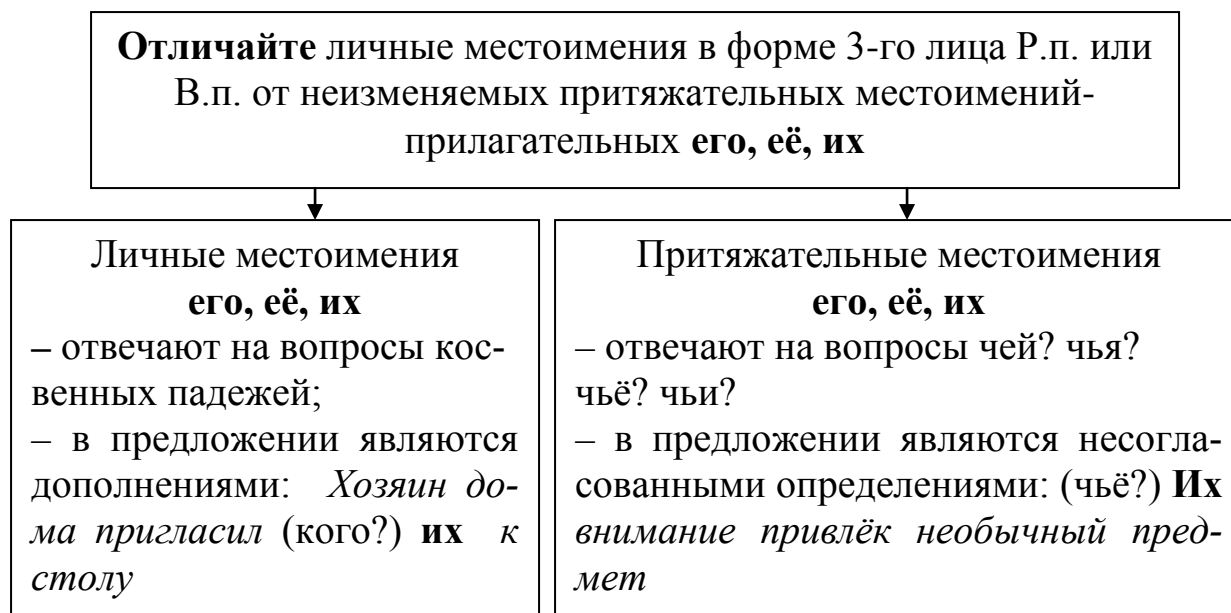 Отличайте личные местоимения в форме 3-го лица Р.п. или
В.п. от неизменяемых притяжательных местоимений-
прилагательных его, её, их
Личные местоимения
его, её, их
– отвечают на вопросы кос-
венных падежей;
– в предложении являются
дополнениями: Хозяин до-
ма пригласил (кого?) их к
столу
Притяжательные местоимения
его, её, их
– отвечают на вопросы чей? чья?
чьё? чьи?
– в предложении являются несогла-
сованными определениями: (чьё?) Их
внимание привлёк необычный пред-
мет